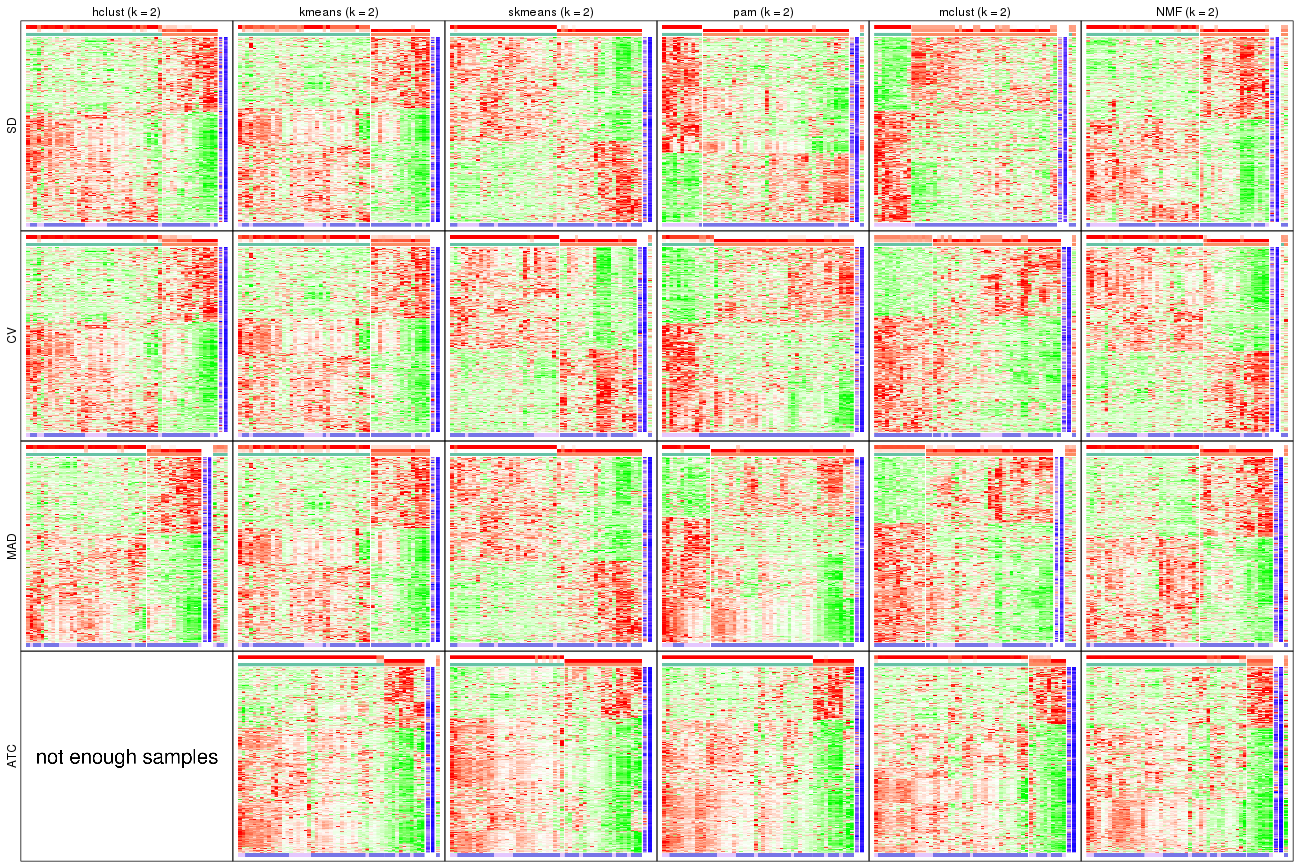 hclust (k = 2) kmeans (k = 2) skmeans (k = 2) pam (k = 2) mclust (k = 2) NMF (k = 2)
SD
CV
MAD
ATC
not enough samples